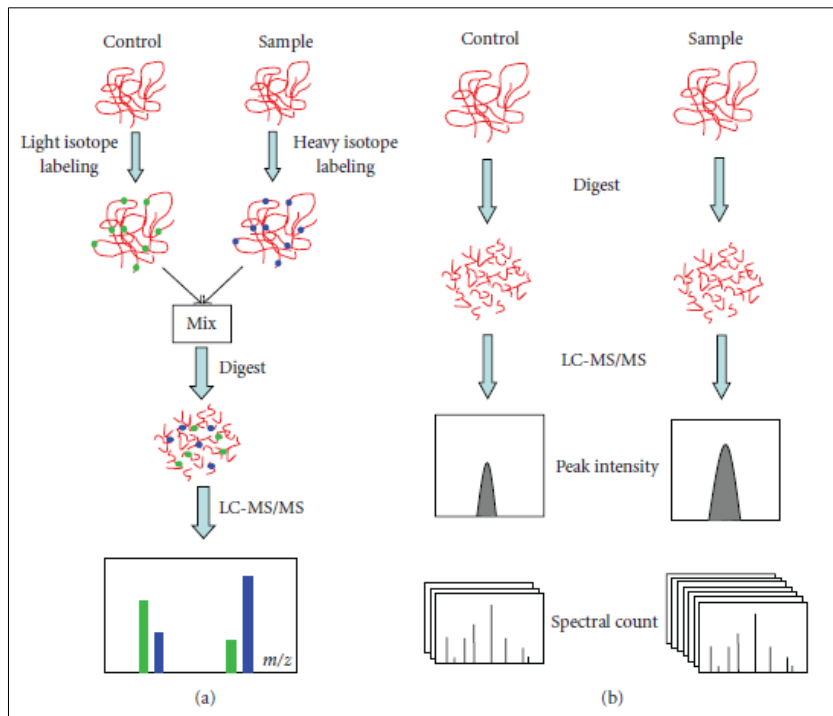 Control
Sample
Light isotope
labeling
Heavy isotope
labeling
Mix
Digest
LC-MS/MS
m/z
(a)
Control
Sample
Digest
LC-MS/MS
Peak intensity
Spectral count
(b)